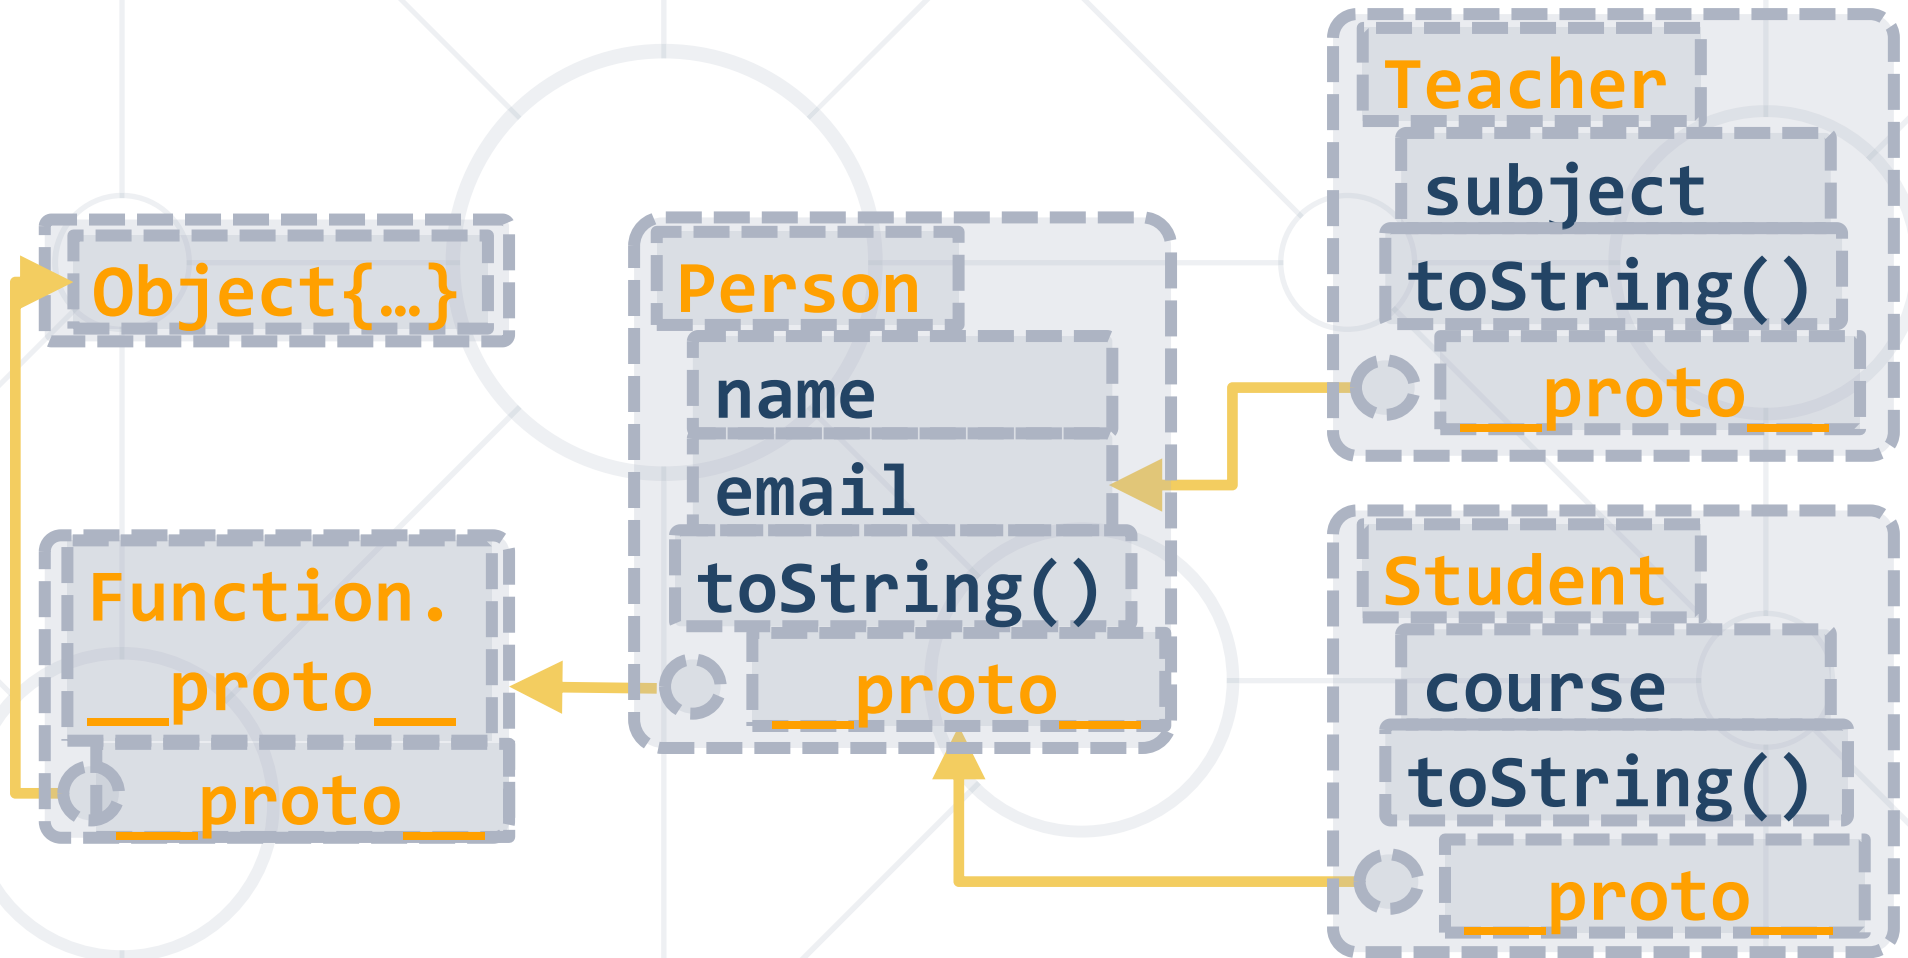 Object{…}
Function.
__proto__
__proto__
Person
name
email
toString()
__proto__
Teacher
subject
toString()
__proto__
Student
course
toString()
__proto__